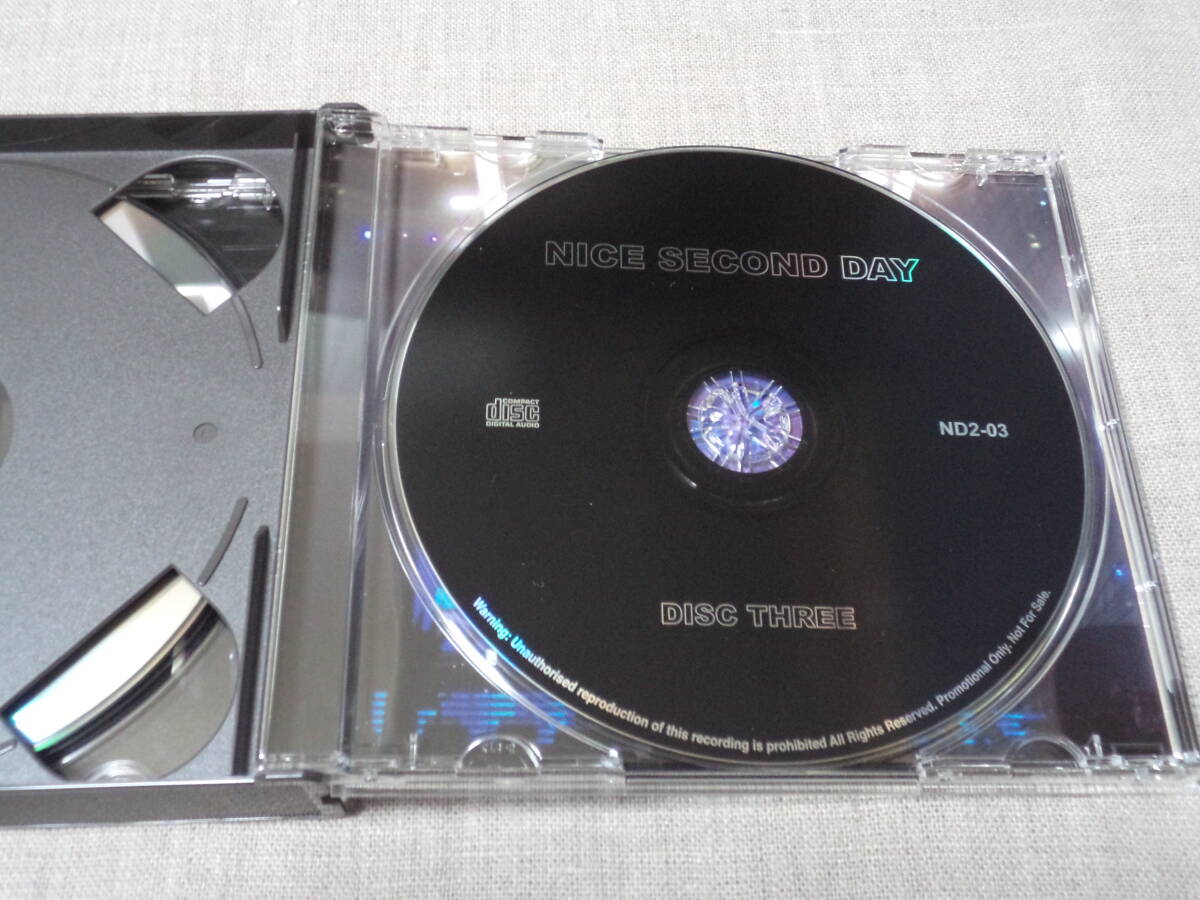 NICE SECOND DAY
COMPACT
disc
DIGITAL AUDIO
ND2-03
DISC THREE
Warning: Unauthorised reproduction of this recording is prohibited All Rights Reserved. Promotional Only. Not For Sale.